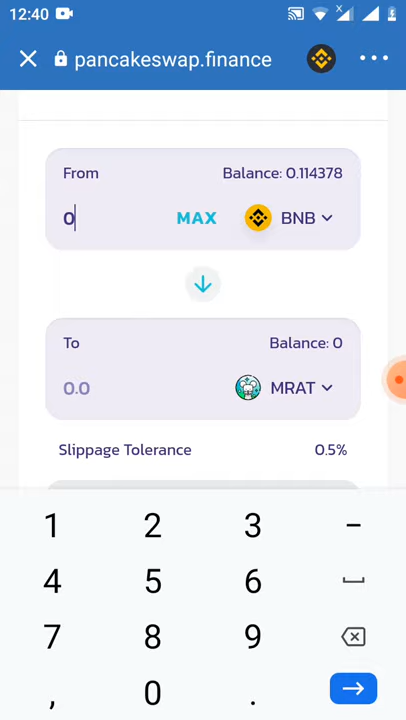 12:40
pancakeswap.finance
From
Balance: 0.114378
0
MAX
BNB
To
Balance: 0
0.0
MRAT
Slippage Tolerance
0.5%
1 2 3 –
4 5 6
7 8 9
, 0 .